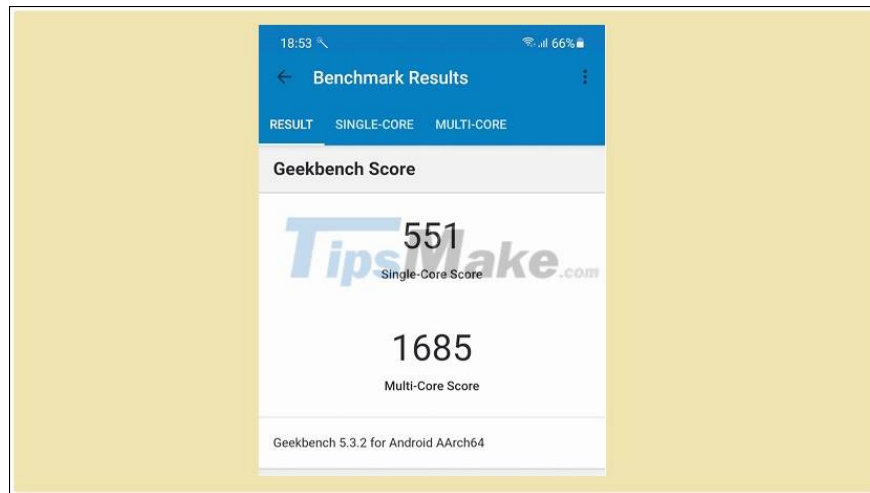 18:53
66%
Benchmark Results
RESULT SINGLE-CORE MULTI-CORE
Geekbench Score
551
TipsMake.com
Single-Core Score
1685
Multi-Core Score
Geekbench 5.3.2 for Android AArch64